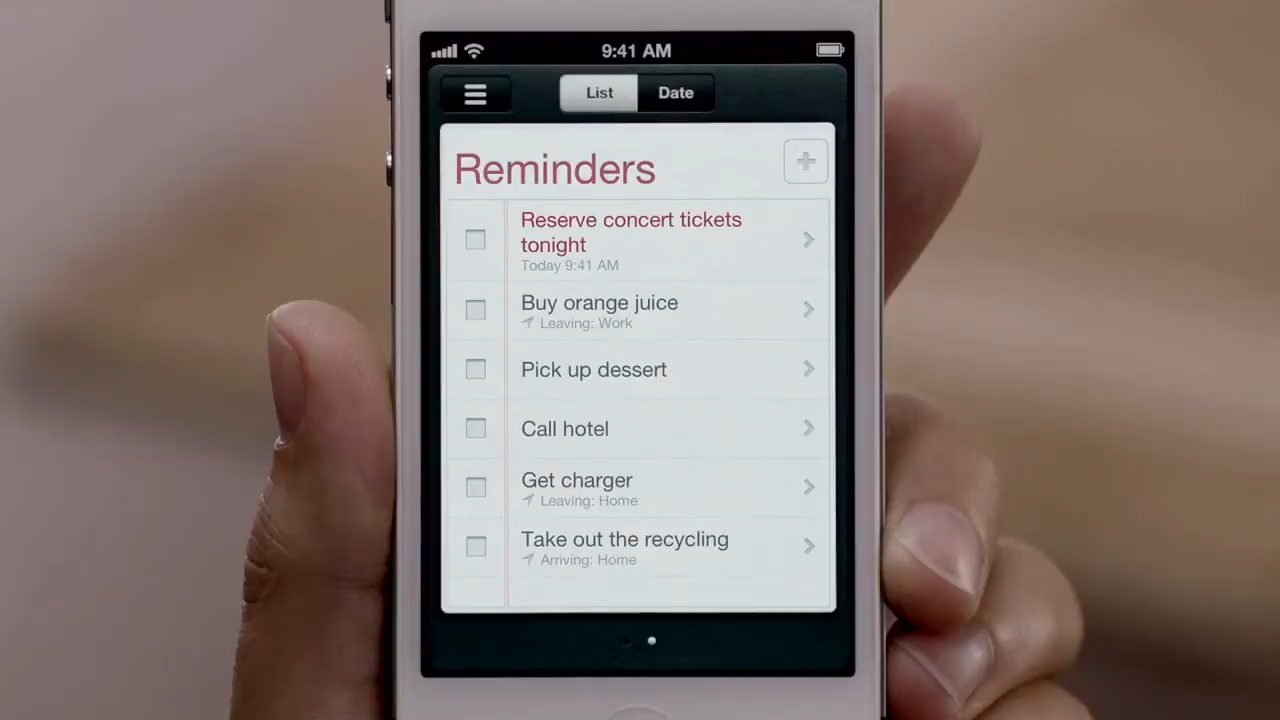 9:41 AM
List
Date
Reminders
Reserve concert tickets
tonight
Today 9:41 AM
Buy orange juice
Leaving: Work
Pick up dessert
Call hotel
Get charger
Leaving: Home
Take out the recycling
Arriving: Home